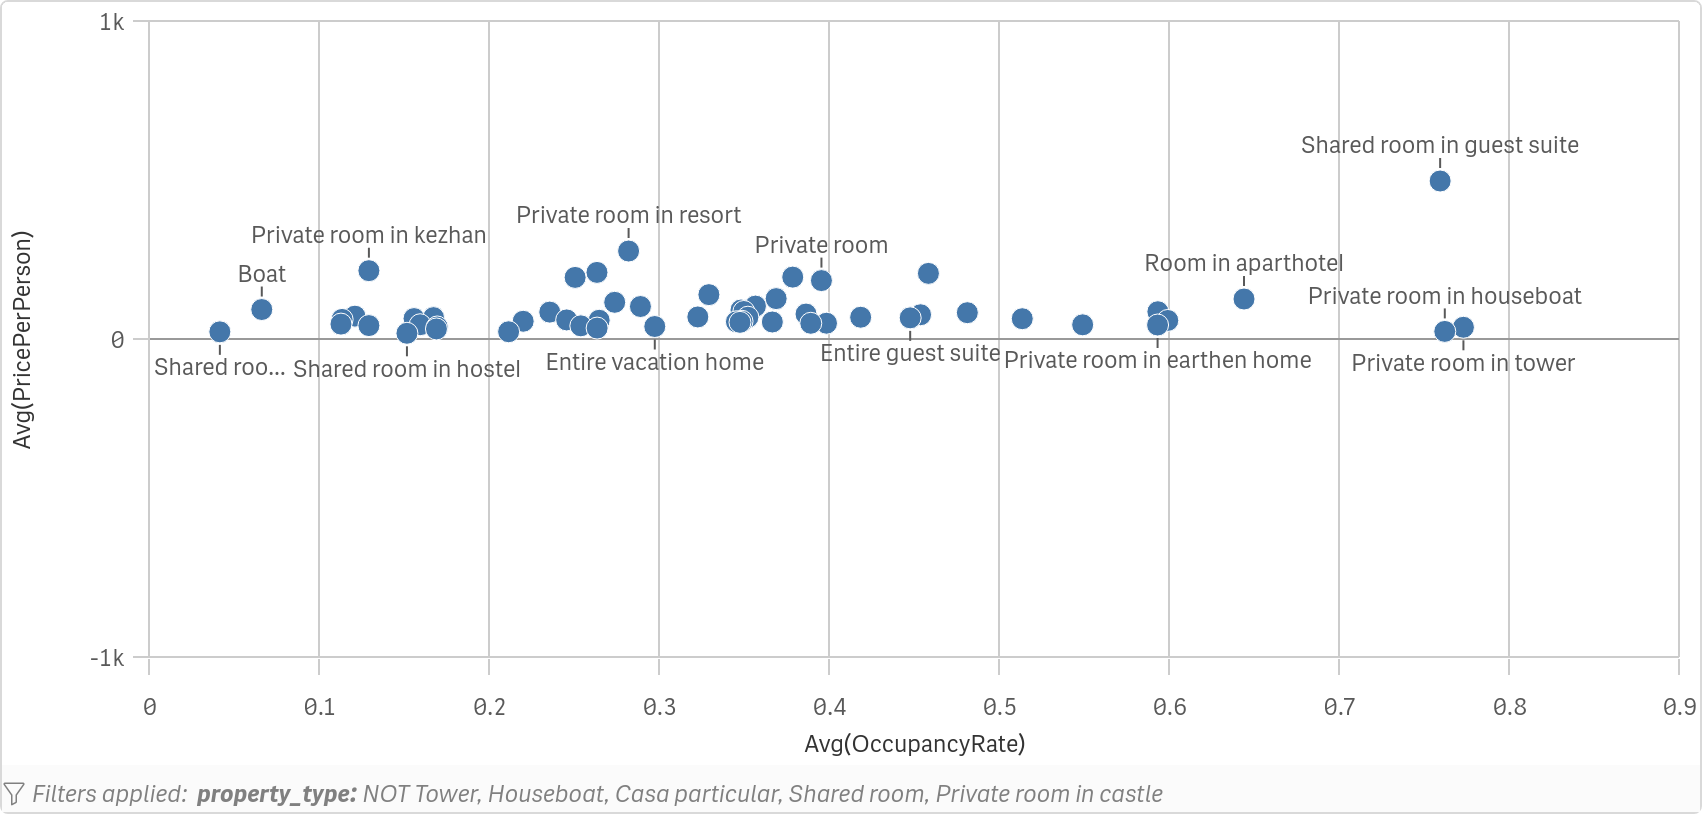 1k
Shared room in guest suite
Private room in resort
Private room in kezhan
Private room
Room in aparthotel
Boat
Private room in houseboat
0
Shared roo...
Shared room in hostel
Entire vacation home
Entire guest suite
Private room in earthen home
Private room in tower
Avg(PricePerPerson)
-1k
0 0.1 0.2 0.3 0.4 0.5 0.6 0.7 0.8 0.9
Avg(OccupancyRate)
Filters applied: property_type: NOT Tower, Houseboat, Casa particular, Shared room, Private room in castle